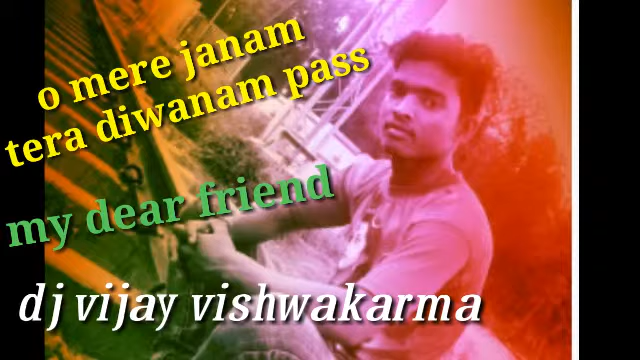 o mere janam
tera diwanam pass
my dear friend
dj vijay vishwakarma